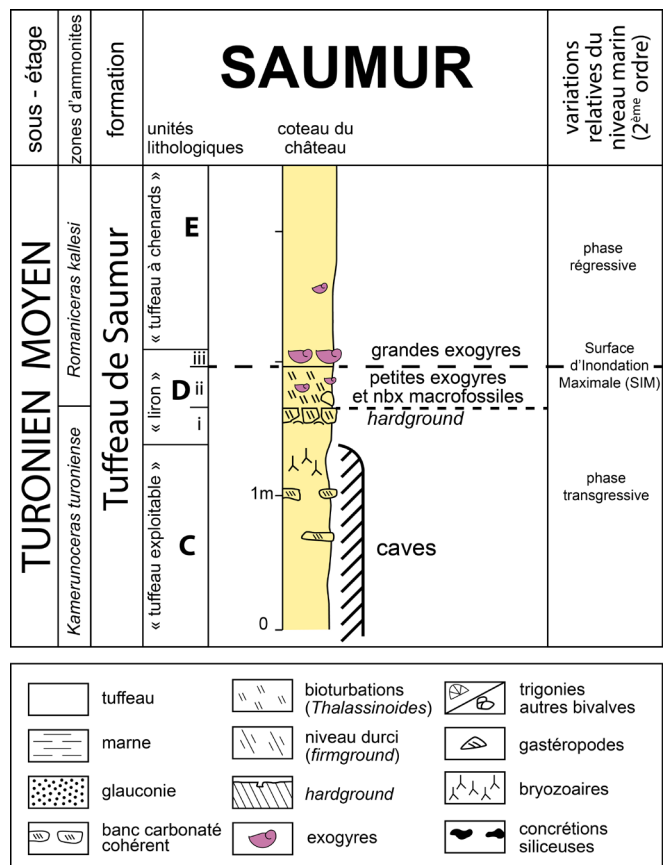 SAUMUR
sous - étage
zones d'ammonites
formation
unités
lithologiques
coteau du
château
variations
relatives du
niveau marin
(2ème ordre)
TURONIEN MOYEN
Romaniceras kallesi
Kamerunoceras turoniense
Tuffeau de Saumur
« tuffeau à chenards »
E
« liron »
D
iii
ii
i
« tuffeau exploitable »
C
1m
0
grandes exogyres
petites exogyres
et nbx macrofossiles
hardground
caves
phase
régressive
Surface
d'Inondation
Maximale (SIM)
phase
transgressive
tuffeau
marne
glauconie
banc carbonaté
cohérent
bioturbations
(Thalassinoides)
niveau durci
(firmground)
hardground
exogyres
trigonies
autres bivalves
gastéropodes
bryozoaires
concrétions
siliceuses